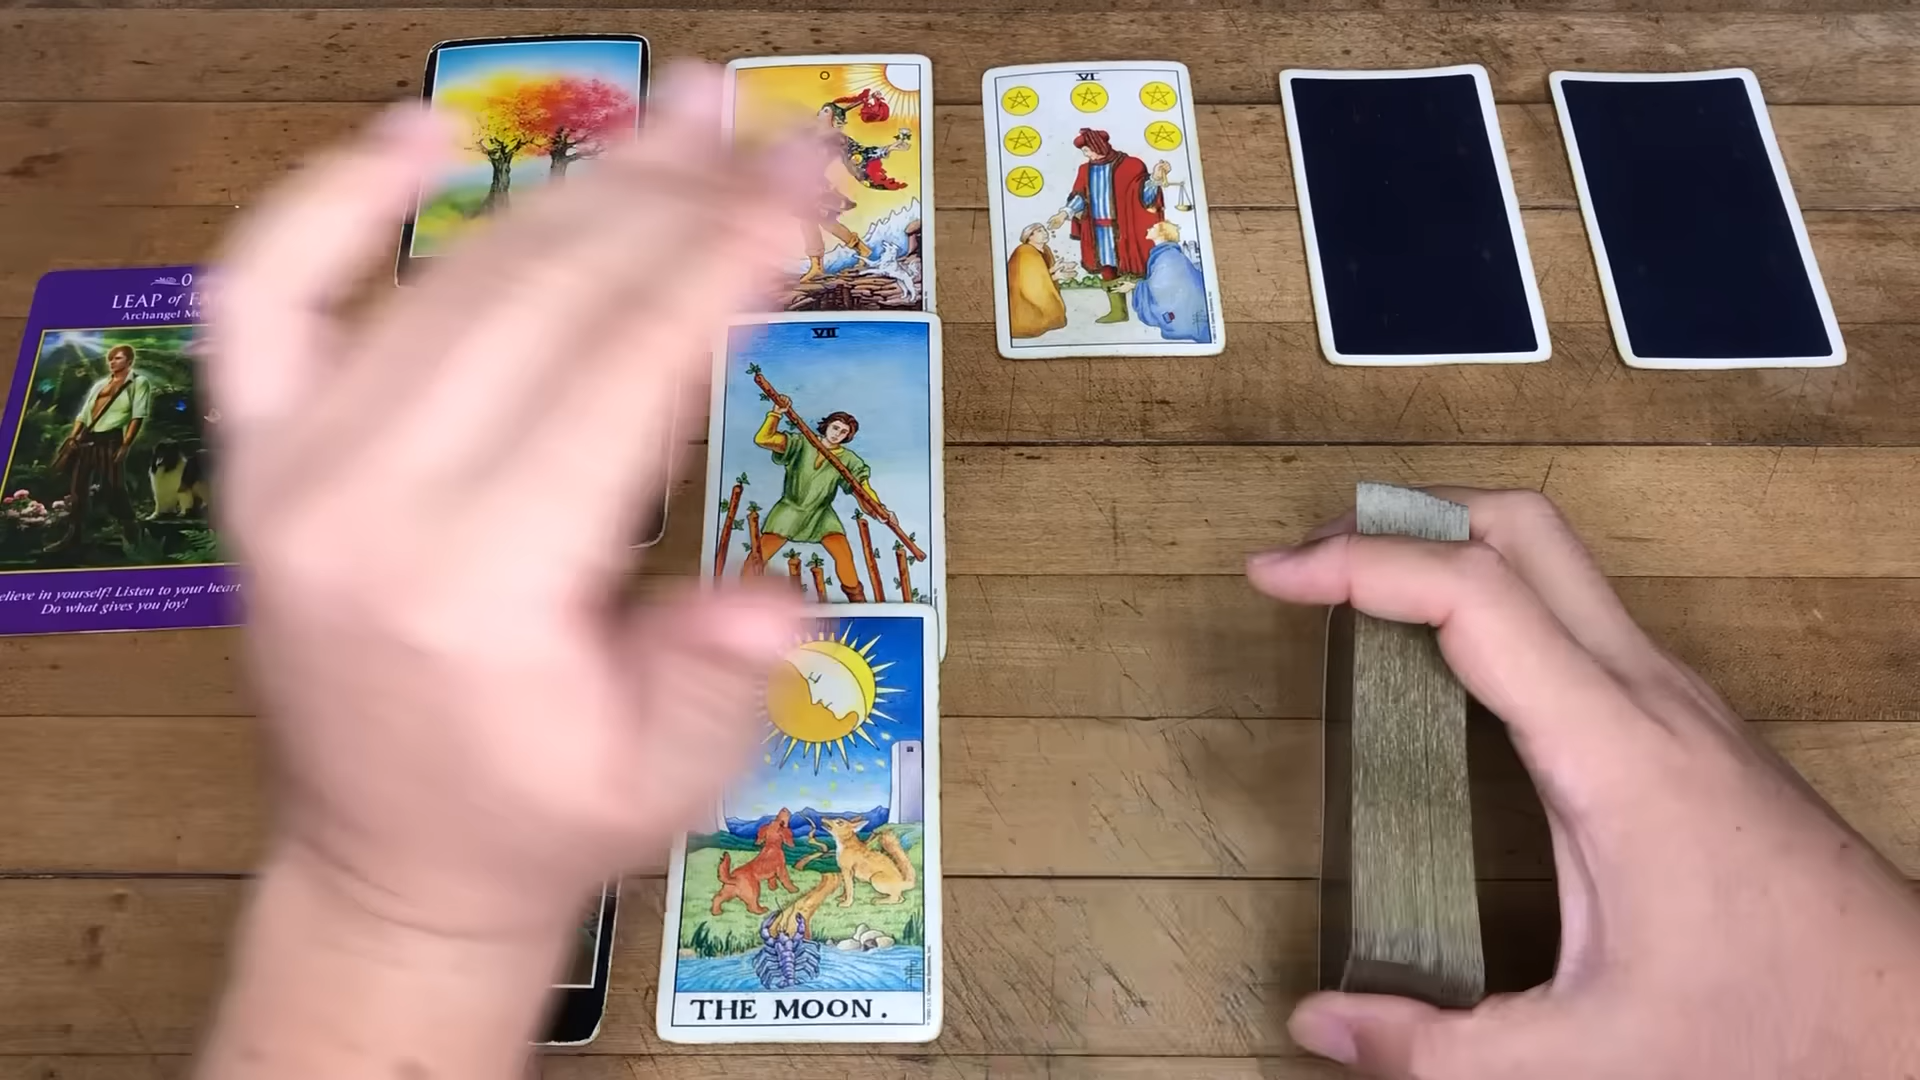 0
VI
0
LEAP of
Archangel
VII
elieve in yourself! Listen to your heart
Do what gives you joy!
THE MOON.